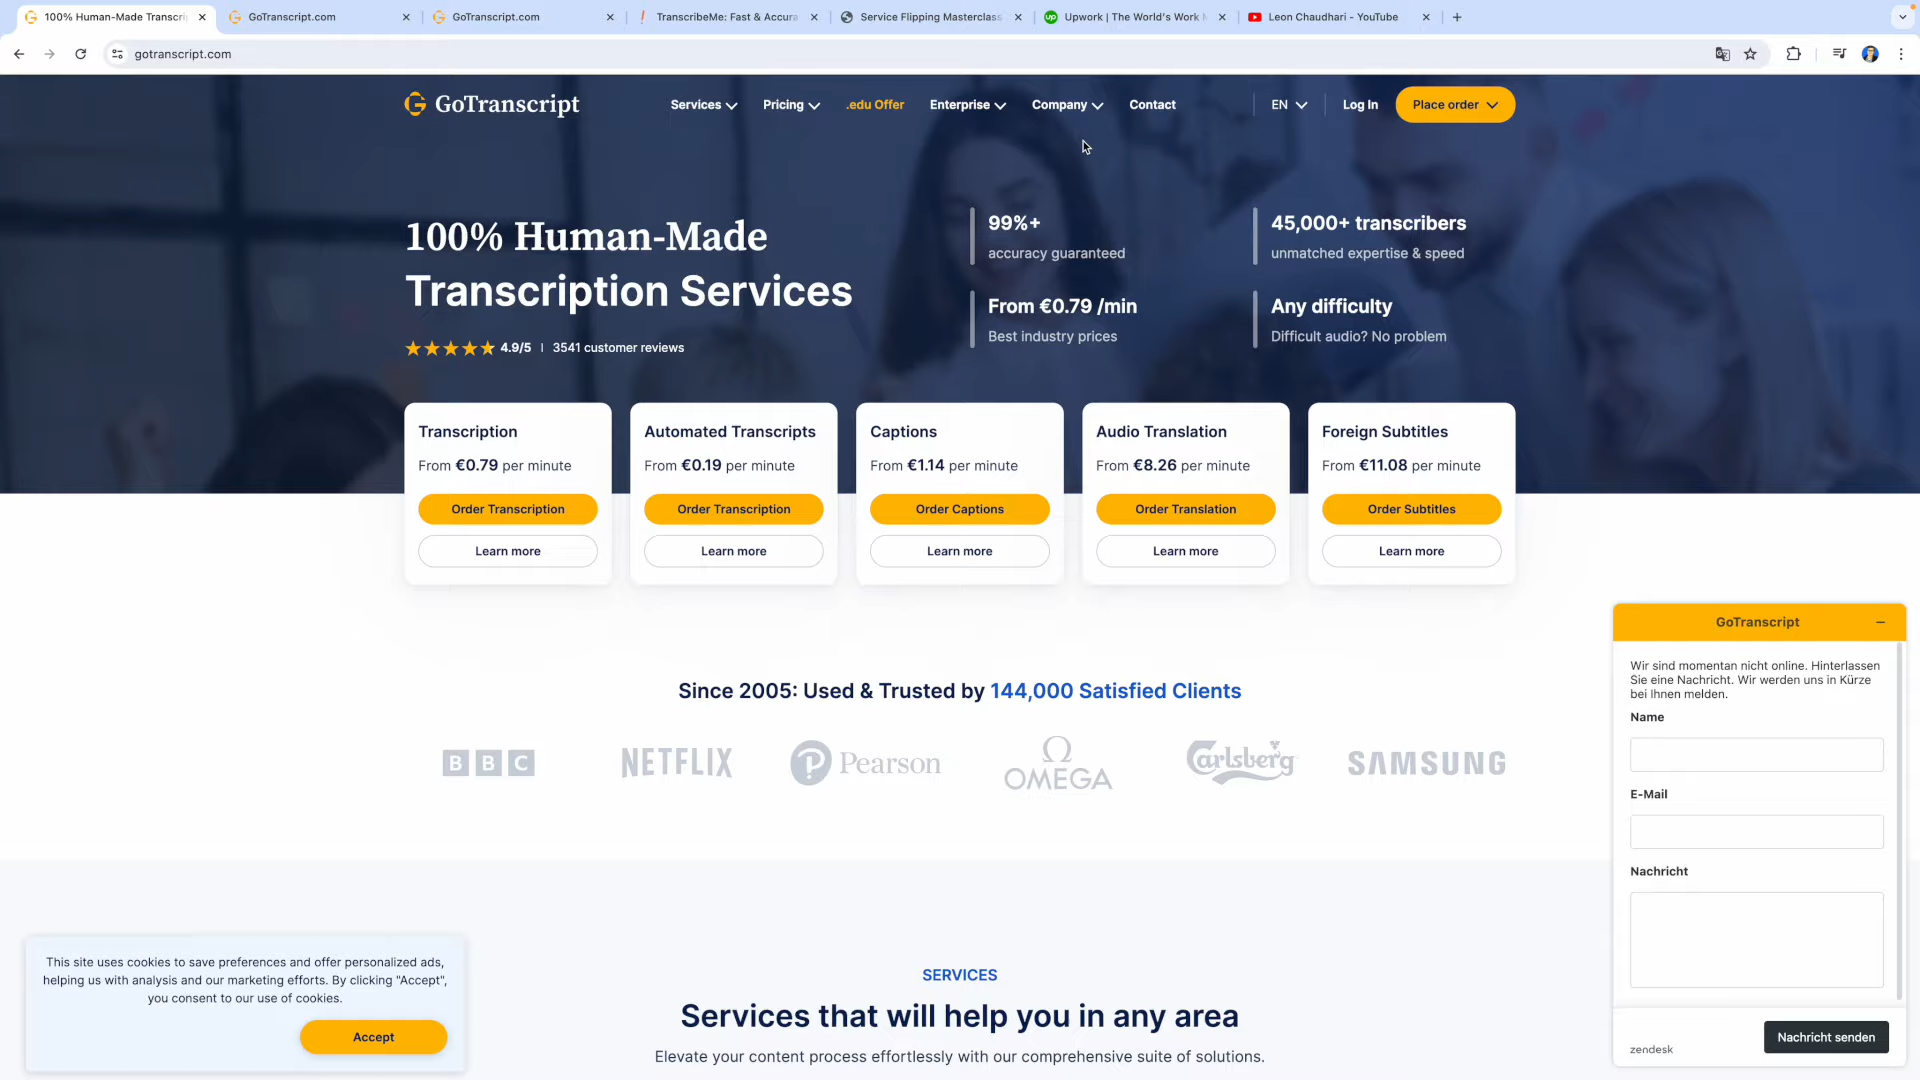 100% Human-Made Transcri
GoTranscript.com
GoTranscript.com
TranscribeMe: Fast & Accura
Service Flipping Masterclass
Upwork | The World's Work M
Leon Chaudhari - YouTube
gotranscript.com
GoTranscript
Services
Pricing
.edu Offer
Enterprise
Company
Contact
EN
Log In
Place order
100% Human-Made
Transcription Services
4.9/5 | 3541 customer reviews
99%+
accuracy guaranteed
45,000+ transcribers
unmatched expertise & speed
From €0.79 /min
Best industry prices
Any difficulty
Difficult audio? No problem
Transcription
From €0.79 per minute
Order Transcription
Learn more
Automated Transcripts
From €0.19 per minute
Order Transcription
Learn more
Captions
From €1.14 per minute
Order Captions
Learn more
Audio Translation
From €8.26 per minute
Order Translation
Learn more
Foreign Subtitles
From €11.08 per minute
Order Subtitles
Learn more
Since 2005: Used & Trusted by 144,000 Satisfied Clients
BBC
NETFLIX
Pearson
OMEGA
Carlsberg
SAMSUNG
SERVICES
Services that will help you in any area
Elevate your content process effortlessly with our comprehensive suite of solutions.
This site uses cookies to save preferences and offer personalized ads,
helping us with analysis and our marketing efforts. By clicking "Accept",
you consent to our use of cookies.
Accept
GoTranscript
Wir sind momentan nicht online. Hinterlassen
Sie eine Nachricht. Wir werden uns in Kürze
bei Ihnen melden.
Name
E-Mail
Nachricht
zendesk
Nachricht senden